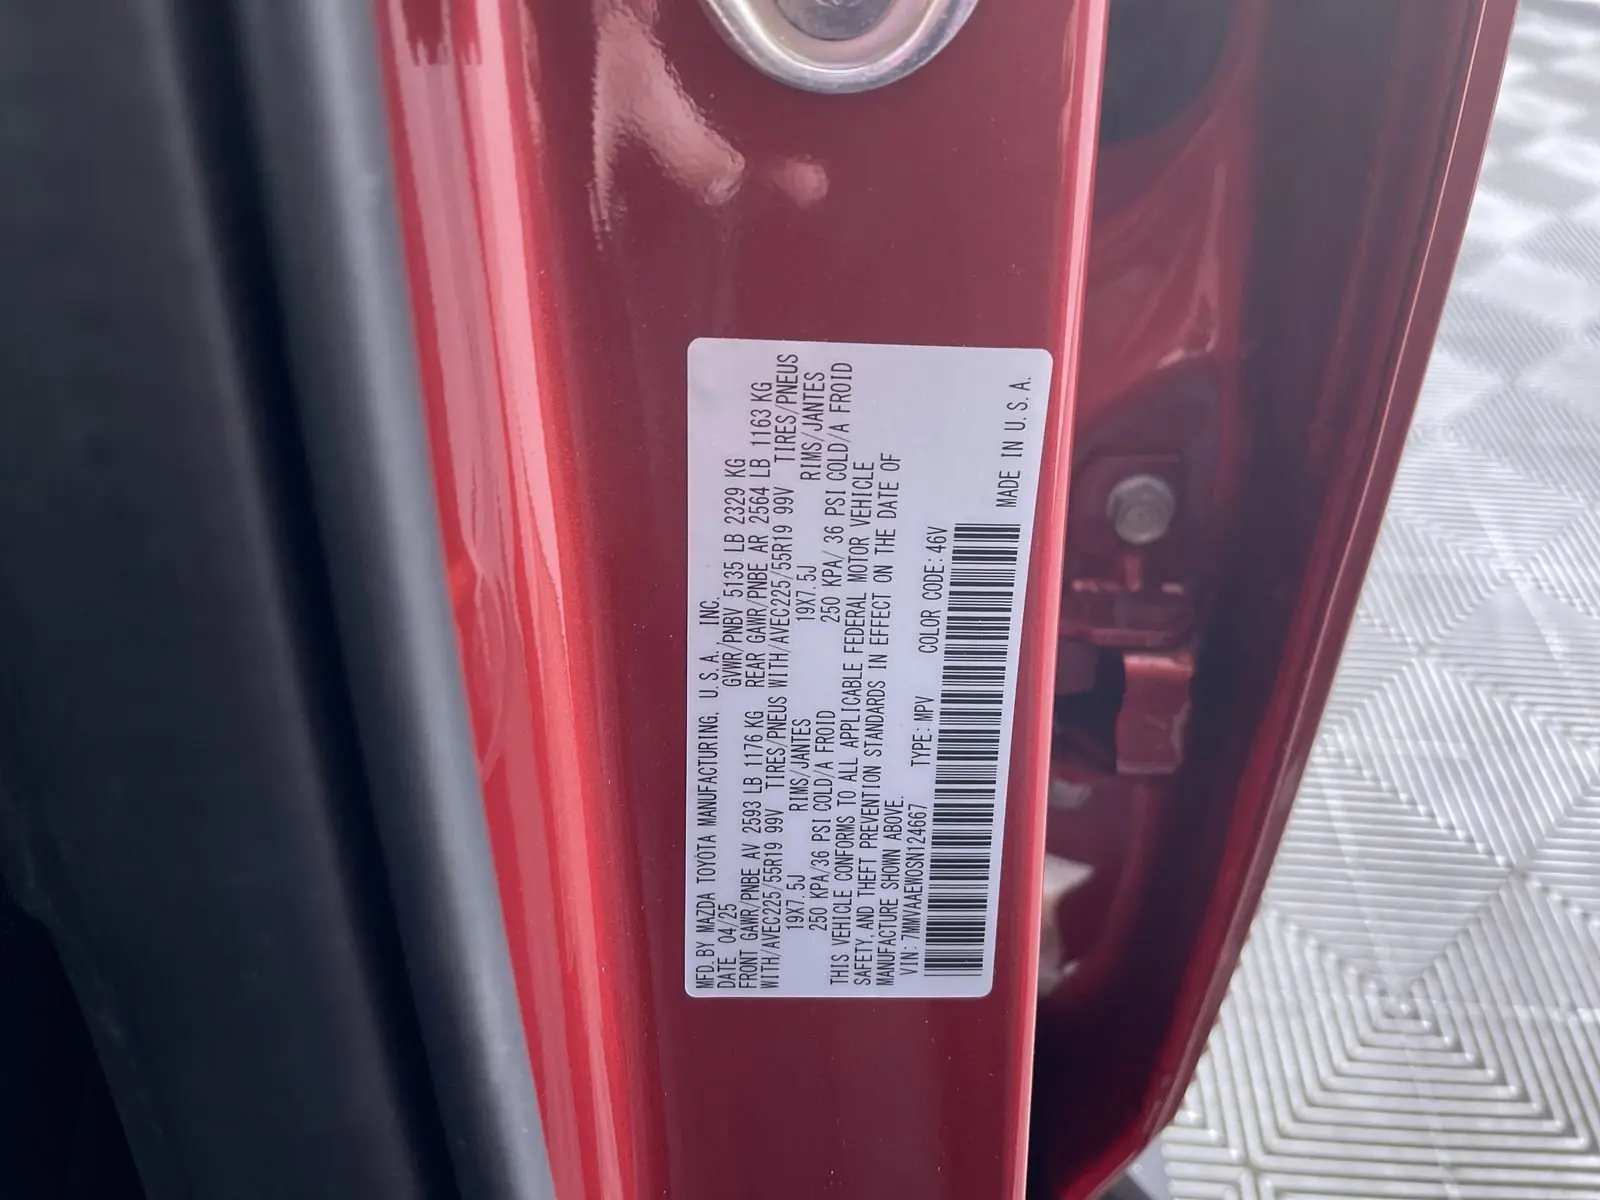 MFD. BY MAZDA TOYOTA MANUFACTURING, U.S.A. INC.
DATE 04/25 GVWR/PNBV 5135 LB 2329 KG
FRONT GAWR/PNBE AV 2593 LB 1176 KG REAR GAWR/PNBE AR 2564 LB 1163 KG
WITH/AVEC225/55R19 99V TIRES/PNEUS WITH/AVEC225/55R19 99V TIRES/PNEUS
19X7.5J RIMS/JANTES 19X7.5J RIMS/JANTES
250 KPA/36 PSI COLD/A FROID 250 KPA/ 36 PSI COLD/A FROID
THIS VEHICLE CONFORMS TO ALL APPLICABLE FEDERAL MOTOR VEHICLE
SAFETY AND THEFT PREVENTION STANDARDS IN EFFECT ON THE DATE OF
MANUFACTURE SHOWN ABOVE.
VIN: 7MMVAAEW0SN124667 TYPE: MPV COLOR CODE: 46V
MADE IN U.S.A.